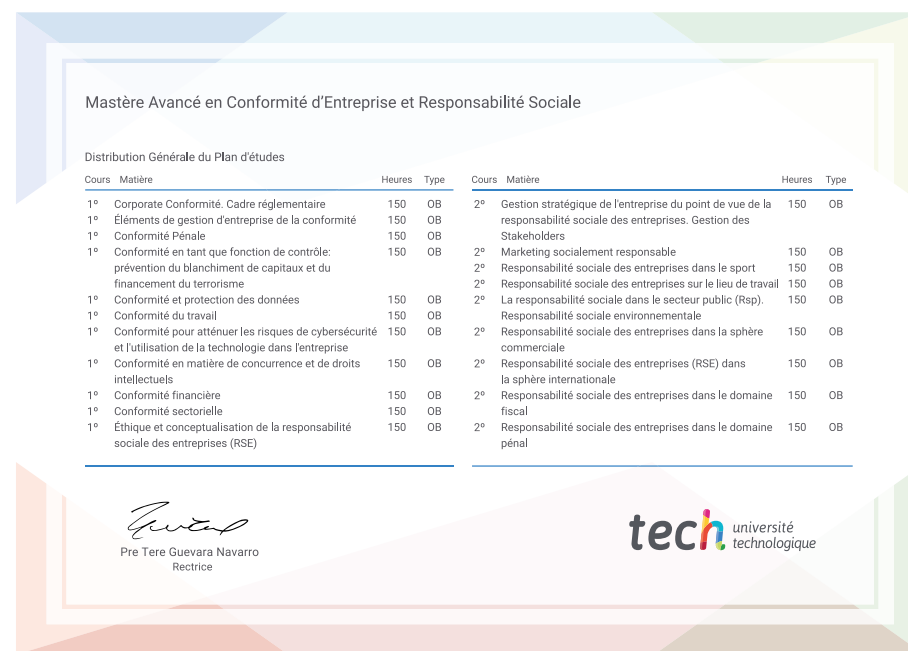 Mastère Avancé en Conformité d'Entreprise et Responsabilité Sociale
Distribution Générale du Plan d'études
Cours Matière Heures Type
1º Corporate Conformité. Cadre réglementaire 150 OB
1º Éléments de gestion d'entreprise de la conformité 150 OB
1º Conformité Pénale 150 OB
1º Conformité en tant que fonction de contrôle: 150 OB
prévention du blanchiment de capitaux et du
financement du terrorisme
1º Conformité et protection des données 150 OB
1º Conformité du travail 150 OB
1º Conformité pour atténuer les risques de cybersécurité 150 OB
et l'utilisation de la technologie dans l'entreprise
1º Conformité en matière de concurrence et de droits 150 OB
intellectuels
1º Conformité financière 150 OB
1º Conformité sectorielle 150 OB
1º Éthique et conceptualisation de la responsabilité 150 OB
sociale des entreprises (RSE)
Cours Matière Heures Type
2º Gestion stratégique de l'entreprise du point de vue de la 150 OB
responsabilité sociale des entreprises. Gestion des
Stakeholders
2º Marketing socialement responsable 150 OB
2º Responsabilité sociale des entreprises dans le sport 150 OB
2º Responsabilité sociale des entreprises sur le lieu de travail 150 OB
2º La responsabilité sociale dans le secteur public (Rsp). 150 OB
Responsabilité sociale environnementale
2º Responsabilité sociale des entreprises dans la sphère 150 OB
commerciale
2º Responsabilité sociale des entreprises (RSE) dans 150 OB
la sphère internationale
2º Responsabilité sociale des entreprises dans le domaine 150 OB
fiscal
2º Responsabilité sociale des entreprises dans le domaine 150 OB
pénal
Pre Tere Guevara Navarro
Rectrice
tech université
technologique